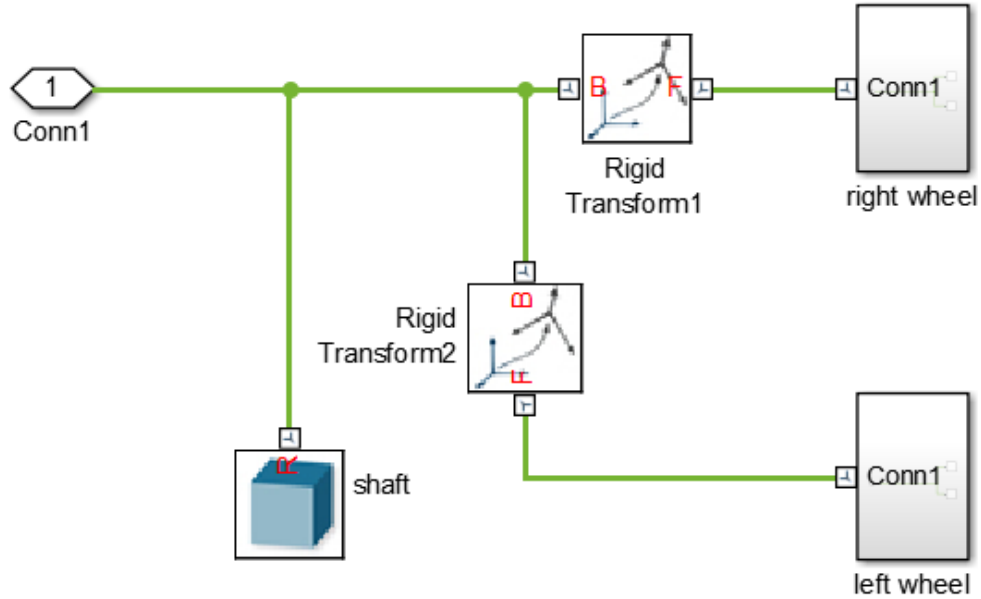 1
Conn1
B
F
Rigid
Transform1
Conn1
right wheel
Rigid
Transform2
B
F
R
shaft
Conn1
left wheel